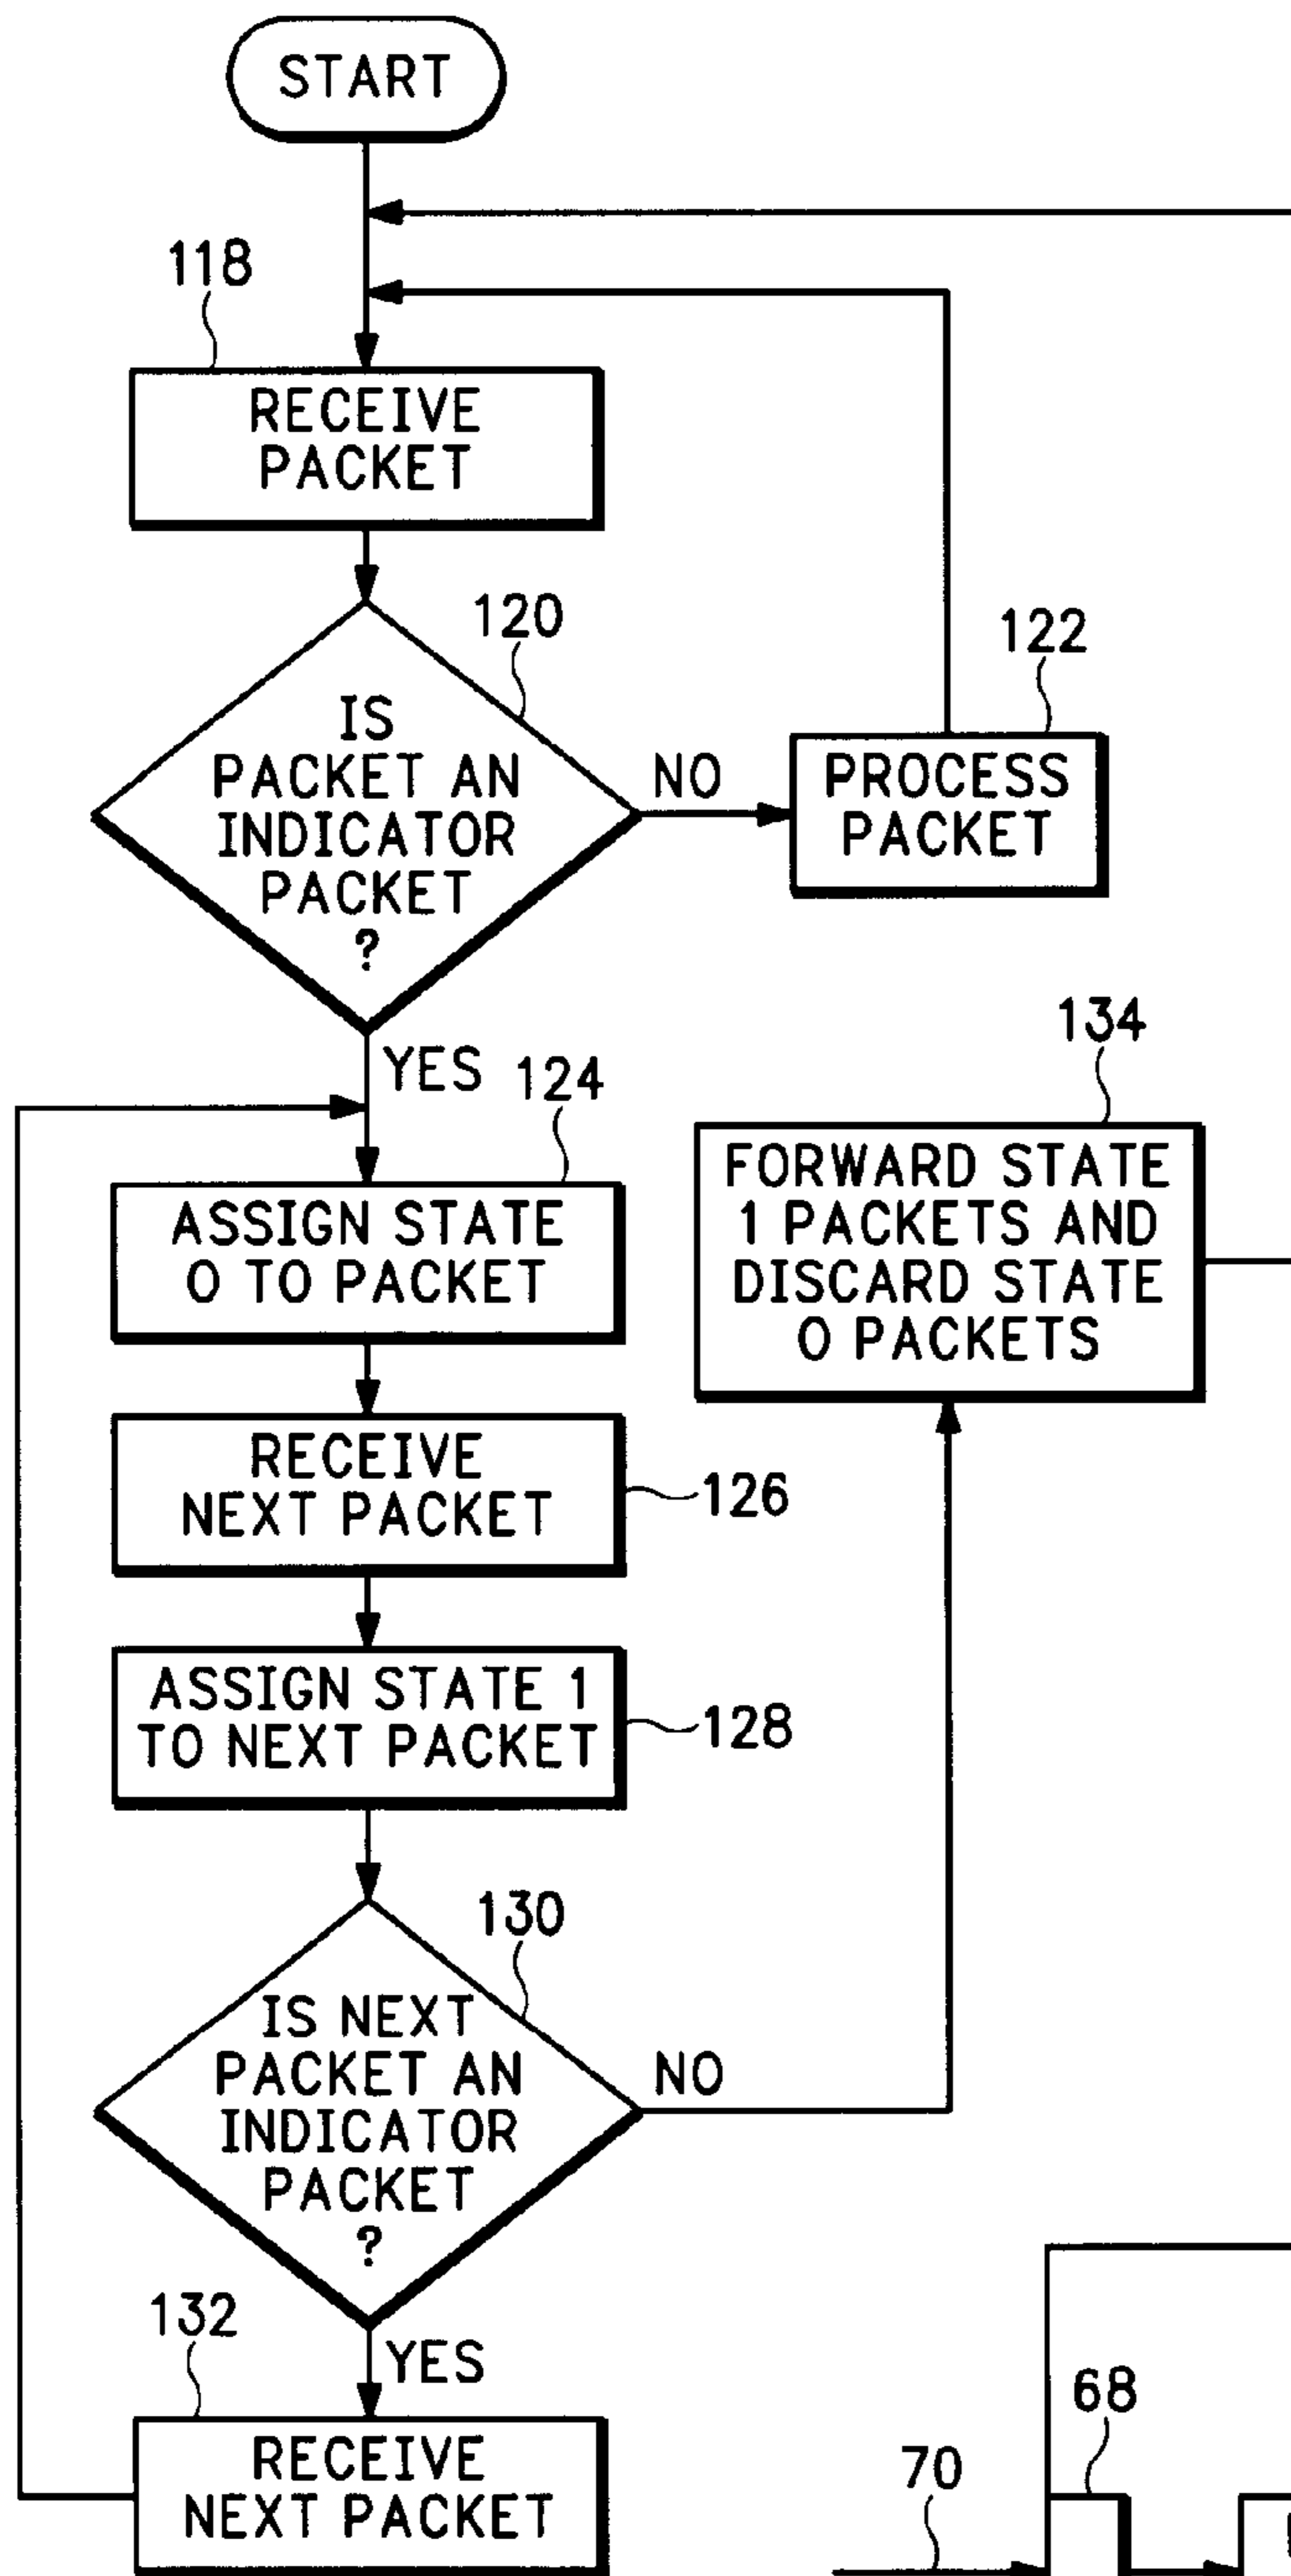 START
118
RECEIVE
PACKET
120
IS
PACKET AN
INDICATOR
PACKET
?
NO
122
PROCESS
PACKET
YES
124
ASSIGN STATE
0 TO PACKET
134
FORWARD STATE
1 PACKETS AND
DISCARD STATE
0 PACKETS
RECEIVE
NEXT PACKET
126
ASSIGN STATE 1
TO NEXT PACKET
128
130
IS NEXT
PACKET AN
INDICATOR
PACKET
?
NO
YES
132
RECEIVE
NEXT PACKET
68
70